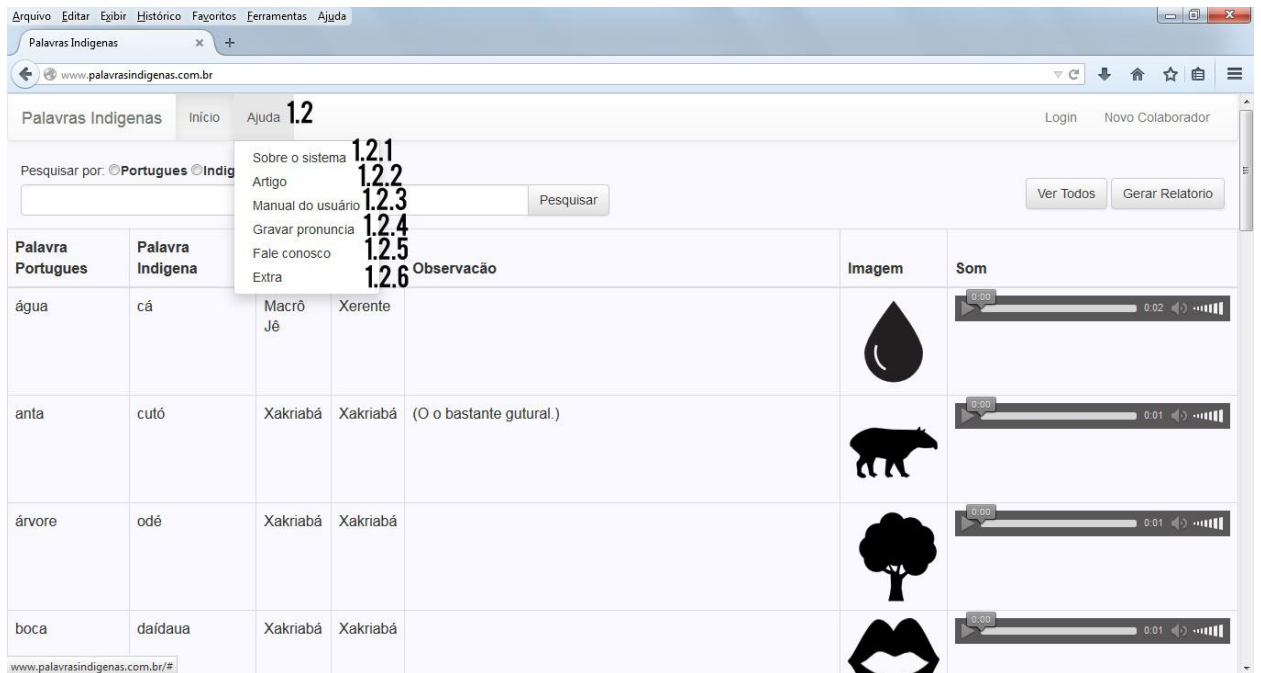 Arquivo Editar Exibir Histórico Favoritos Ferramentas Ajuda
Palavras Indigenas × +
www.palavrasindigenas.com.br
Palavras Indigenas Início Ajuda 1.2 Login Novo Colaborador
Sobre o sistema 1.2.1
Pesquisar por: Portugues Indig
Artigo 1.2.2
Manual do usuário 1.2.3
Pesquisar Ver Todos Gerar Relatorio
Gravar pronuncia 1.2.4
Fale conosco 1.2.5
Extra 1.2.6
Palavra Portugues Palavra Indigena Observacão Imagem Som
água cá Macrô Jê Xerente 0:00 0:02
anta cutó Xakriabá Xakriabá (O o bastante gutural.) 0:00 0:01
árvore odé Xakriabá Xakriabá 0:00 0:01
boca daídaua Xakriabá Xakriabá 0:00 0:01
www.palavrasindigenas.com.br/#